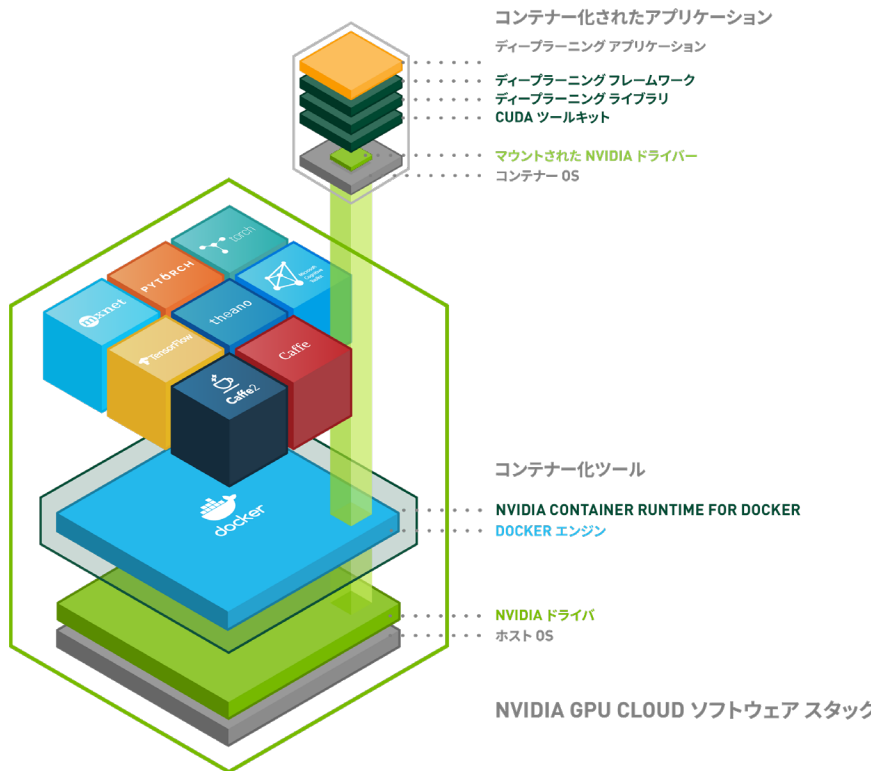 コンテナー化されたアプリケーション
ディープラーニング アプリケーション
ディープラーニング フレームワーク
ディープラーニング ライブラリ
CUDA ツールキット
マウントされた NVIDIA ドライバー
コンテナー OS
torch
PYTORCH
Microsoft
Cognitive
Toolkit
mxnet
theano
TensorFlow
Caffe
Caffe2
コンテナー化ツール
NVIDIA CONTAINER RUNTIME FOR DOCKER
docker
DOCKER エンジン
NVIDIA ドライバ
ホスト OS
NVIDIA GPU CLOUD ソフトウェア スタック